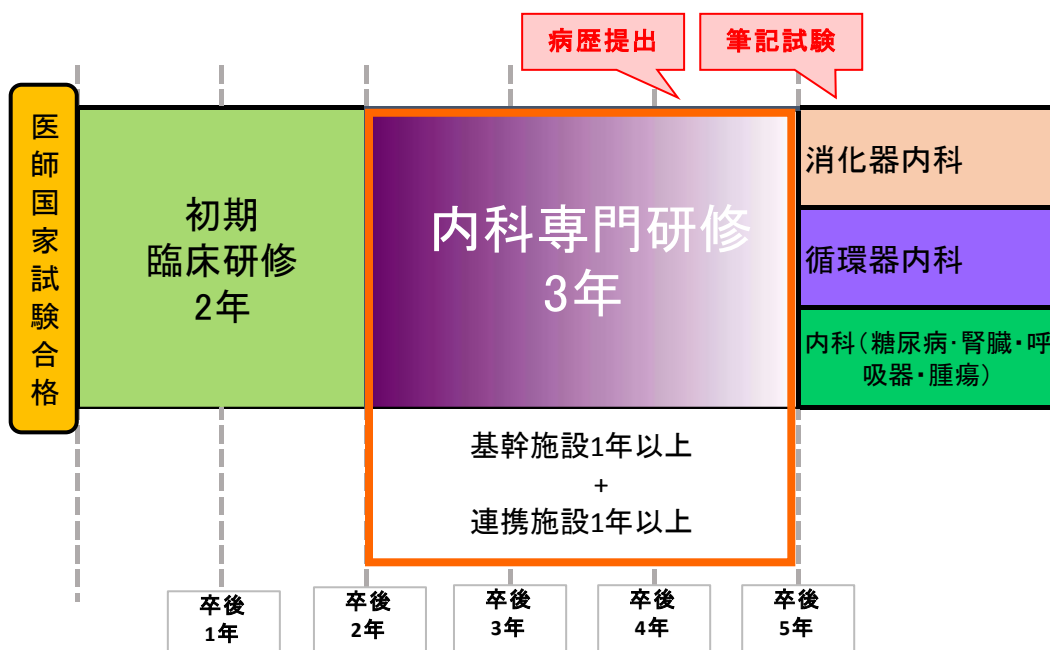 病歴提出
筆記試験
医師国家試験合格
初期
臨床研修
2年
内科専門研修
3年
消化器内科
循環器内科
内科（糖尿病・腎臓・呼
吸器・腫瘍）
基幹施設1年以上
+
連携施設1年以上
卒後
1年
卒後
2年
卒後
3年
卒後
4年
卒後
5年